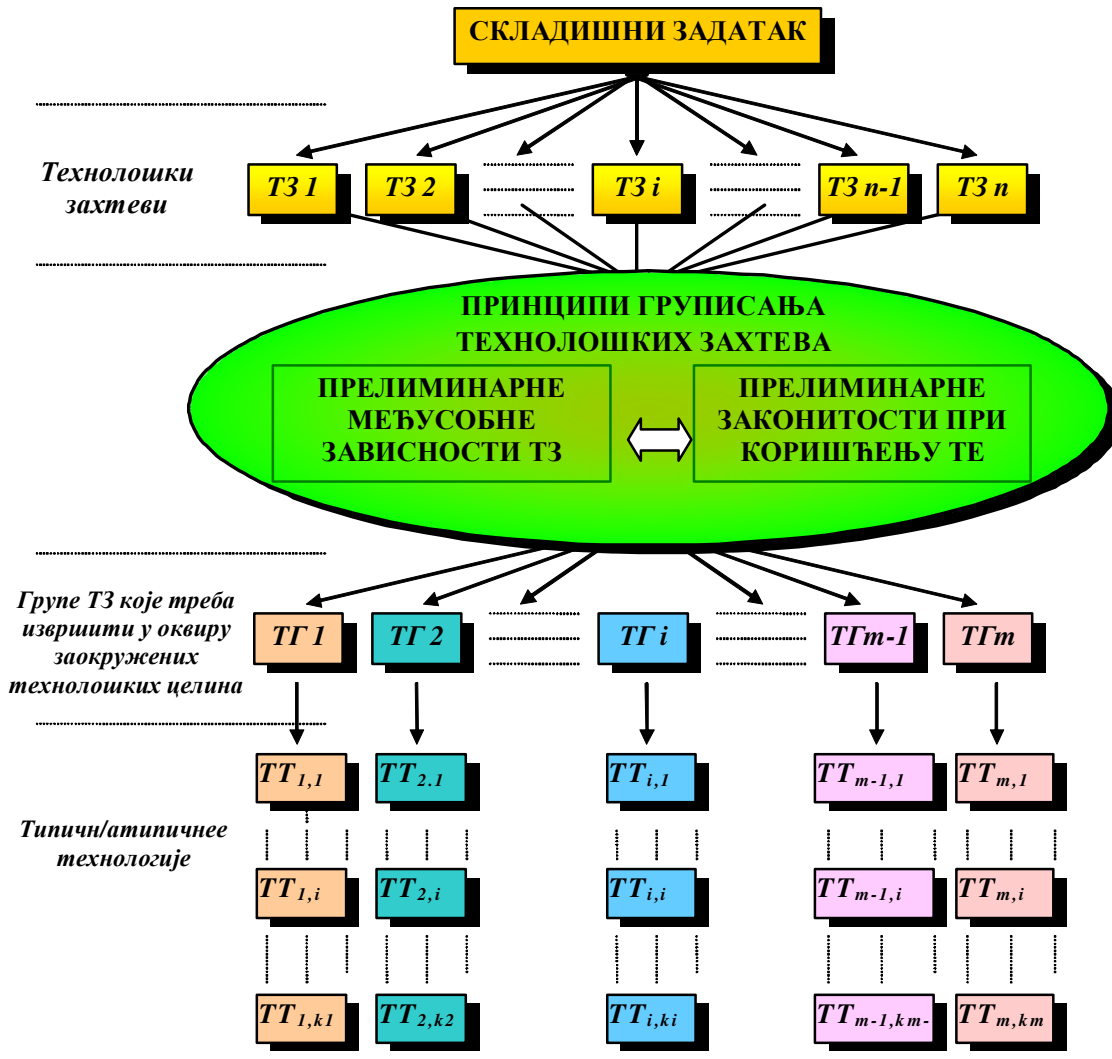 СКЛАДИШНИ ЗАДАТАК
Технолошки
захтеви
ТЗ 1
ТЗ 2
ТЗ i
ТЗ n-1
ТЗ n
ПРИНЦИПИ ГРУПИСАЊА
ТЕХНОЛОШКИХ ЗАХТЕВА
ПРЕЛИМИНАРНЕ
МЕЂУСОБНЕ
ЗАВИСНОСТИ ТЗ
ПРЕЛИМИНАРНЕ
ЗАКОНИТОСТИ ПРИ
КОРИШЋЕЊУ ТЕ
Групе ТЗ које треба
извршити у оквиру
заокружених
технолошких целина
ТГ 1
ТГ 2
ТГ i
ТГm-1
ТГm
Типичн/атипичнее
технологије
ТТ1,1
ТТ2.1
ТТi,1
ТТm-1,1
ТТm,1
ТТ1,i
ТТ2,i
ТТi,i
ТТm-1,i
ТТm,i
ТТ1,k1
ТТ2,k2
ТТi,ki
ТТm-1,km-
ТТm,km